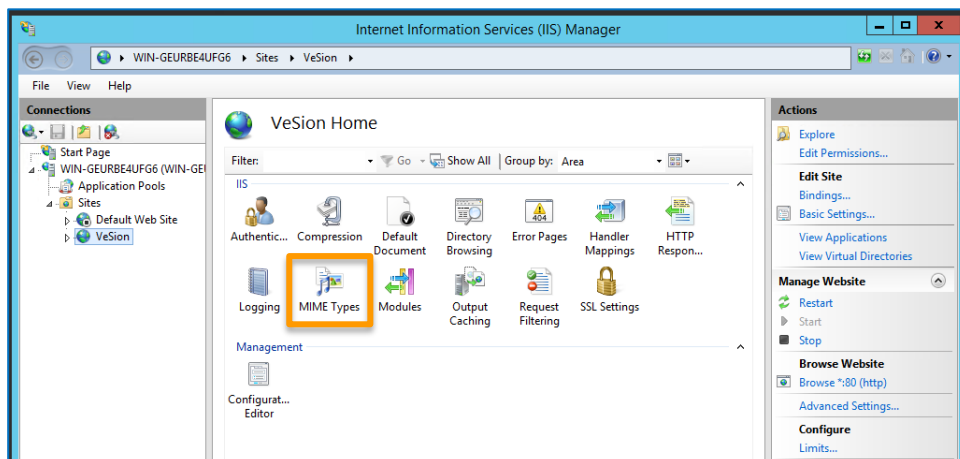 Internet Information Services (IIS) Manager
WIN-GEURBE4UFG6 Sites VeSion
File View Help
Connections
Start Page
WIN-GEURBE4UFG6 (WIN-GEU
Application Pools
Sites
Default Web Site
VeSion
VeSion Home
Filter: Go Show All Group by: Area
IIS
Authentic... Compression Default Document Directory Browsing Error Pages Handler Mappings HTTP Respon...
404
Logging MIME Types Modules Output Caching Request Filtering SSL Settings
Management
Configurat... Editor
Actions
Explore
Edit Permissions...
Edit Site
Bindings...
Basic Settings...
View Applications
View Virtual Directories
Manage Website
Restart
Start
Stop
Browse Website
Browse *:80 (http)
Advanced Settings...
Configure
Limits...